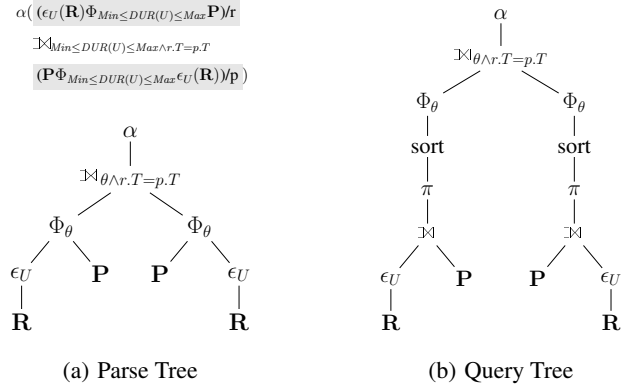 α( (ϵ_U(R)Φ_{Min≤DUR(U)≤Max}P)/r
⟕_{Min≤DUR(U)≤Max∧r.T=p.T}
(PΦ_{Min≤DUR(U)≤Max}ϵ_U(R))/p )
α
⟕_{θ∧r.T=p.T}
Φ_θ Φ_θ
ϵ_U P P ϵ_U
R R
(a) Parse Tree
α
⟕_{θ∧r.T=p.T}
Φ_θ Φ_θ
sort sort
π π
⟕ ⟕
ϵ_U P P ϵ_U
R R
(b) Query Tree